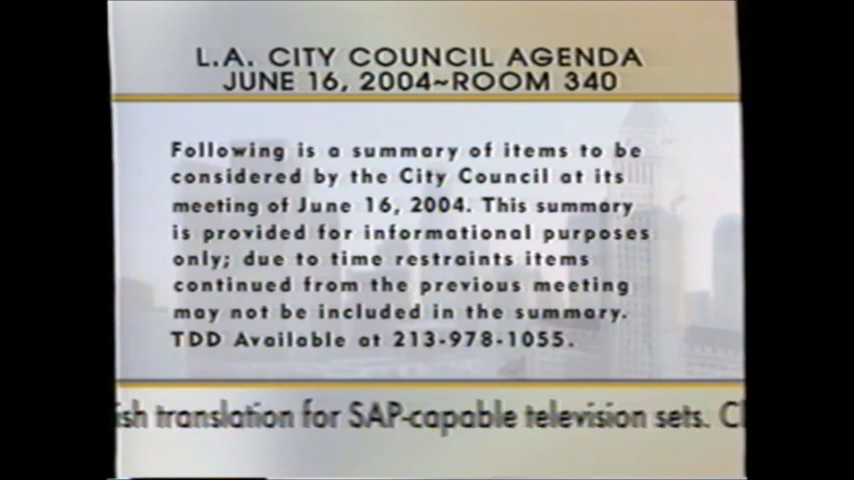 L.A. CITY COUNCIL AGENDA
JUNE 16, 2004~ROOM 340
Following is a summary of items to be
considered by the City Council at its
meeting of June 16, 2004. This summary
is provided for informational purposes
only; due to time restraints items
continued from the previous meeting
may not be included in the summary.
TDD Available at 213-978-1055.
ish translation for SAP-capable television sets. C